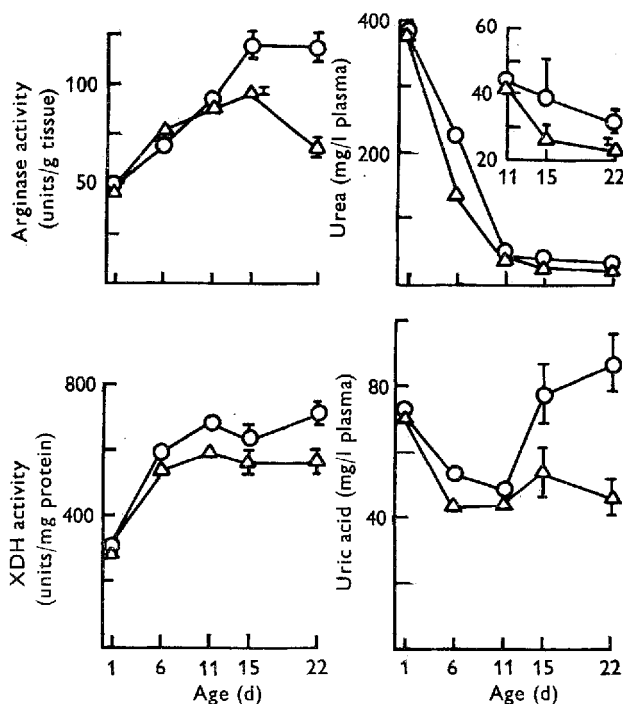 Arginase activity
(units/g tissue)
100
50
Urea (mg/l plasma)
400
200
60
40
20
11 15 22
XDH activity
(units/mg protein)
800
400
1 6 11 15 22
Age (d)
Uric acid (mg/l plasma)
80
40
1 6 11 15 22
Age (d)